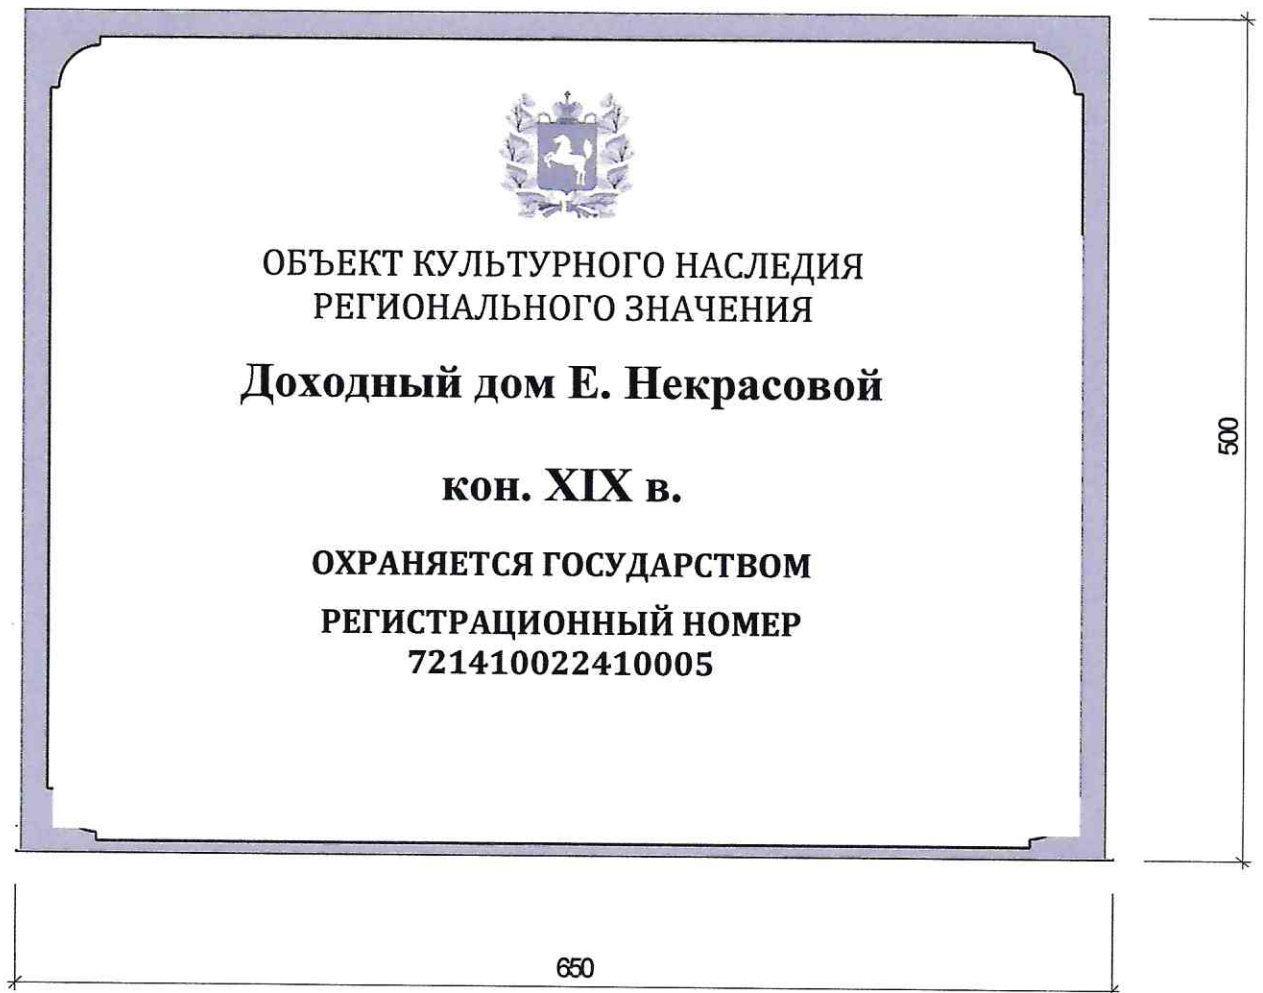 ОБЪЕКТ КУЛЬТУРНОГО НАСЛЕДИЯ
РЕГИОНАЛЬНОГО ЗНАЧЕНИЯ
Доходный дом Е. Некрасовой
кон. XIX в.
ОХРАНЯЕТСЯ ГОСУДАРСТВОМ
РЕГИСТРАЦИОННЫЙ НОМЕР
721410022410005
500
650